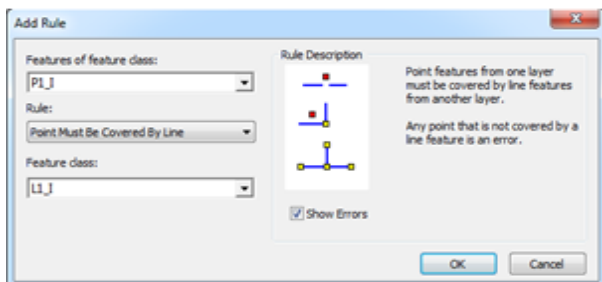 Add Rule
Features of feature class:
P1_I
Rule:
Point Must Be Covered By Line
Feature class:
L1_I
Rule Description
Point features from one layer
must be covered by line features
from another layer.
Any point that is not covered by a
line feature is an error.
Show Errors
OK
Cancel